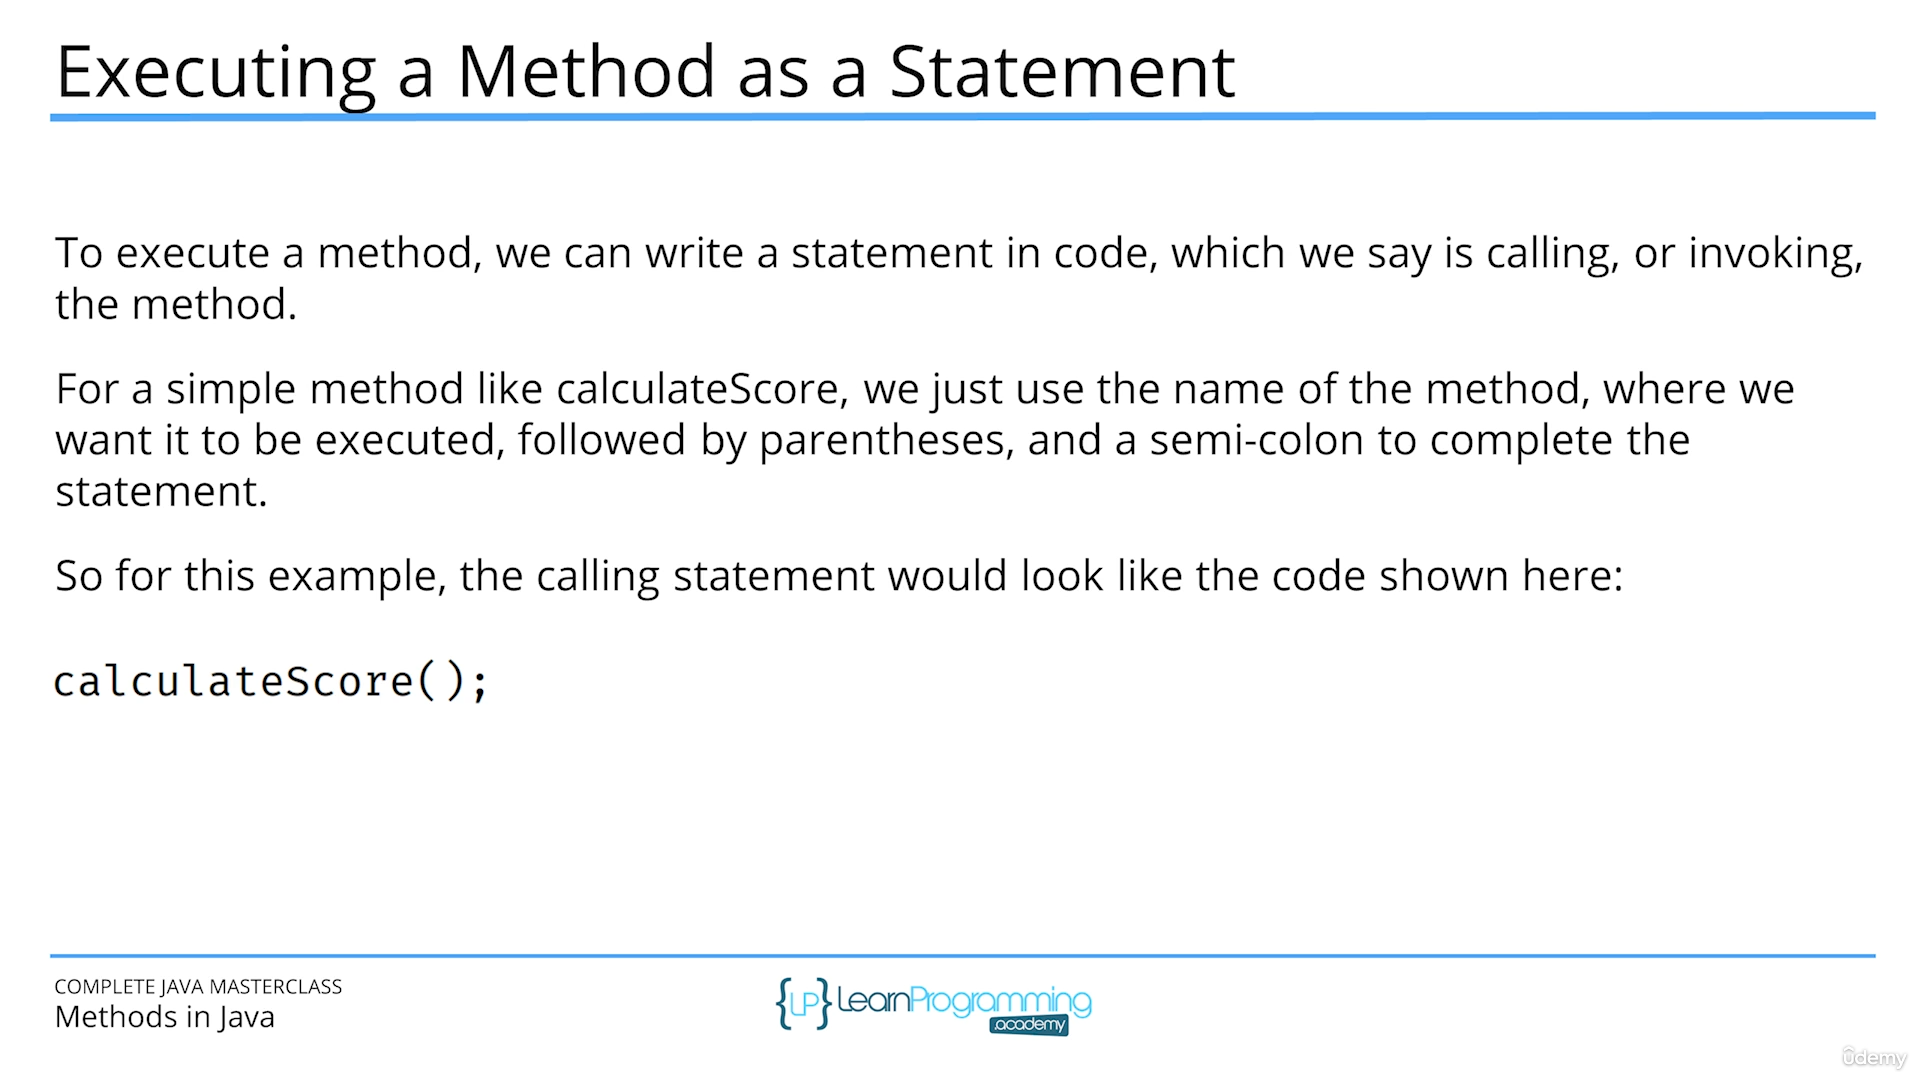 Executing a Method as a Statement
To execute a method, we can write a statement in code, which we say is calling, or invoking,
the method.
For a simple method like calculateScore, we just use the name of the method, where we
want it to be executed, followed by parentheses, and a semi-colon to complete the
statement.
So for this example, the calling statement would look like the code shown here:
calculateScore();
COMPLETE JAVA MASTERCLASS
Methods in Java
{LP} LearnProgramming
.academy
ûdemy